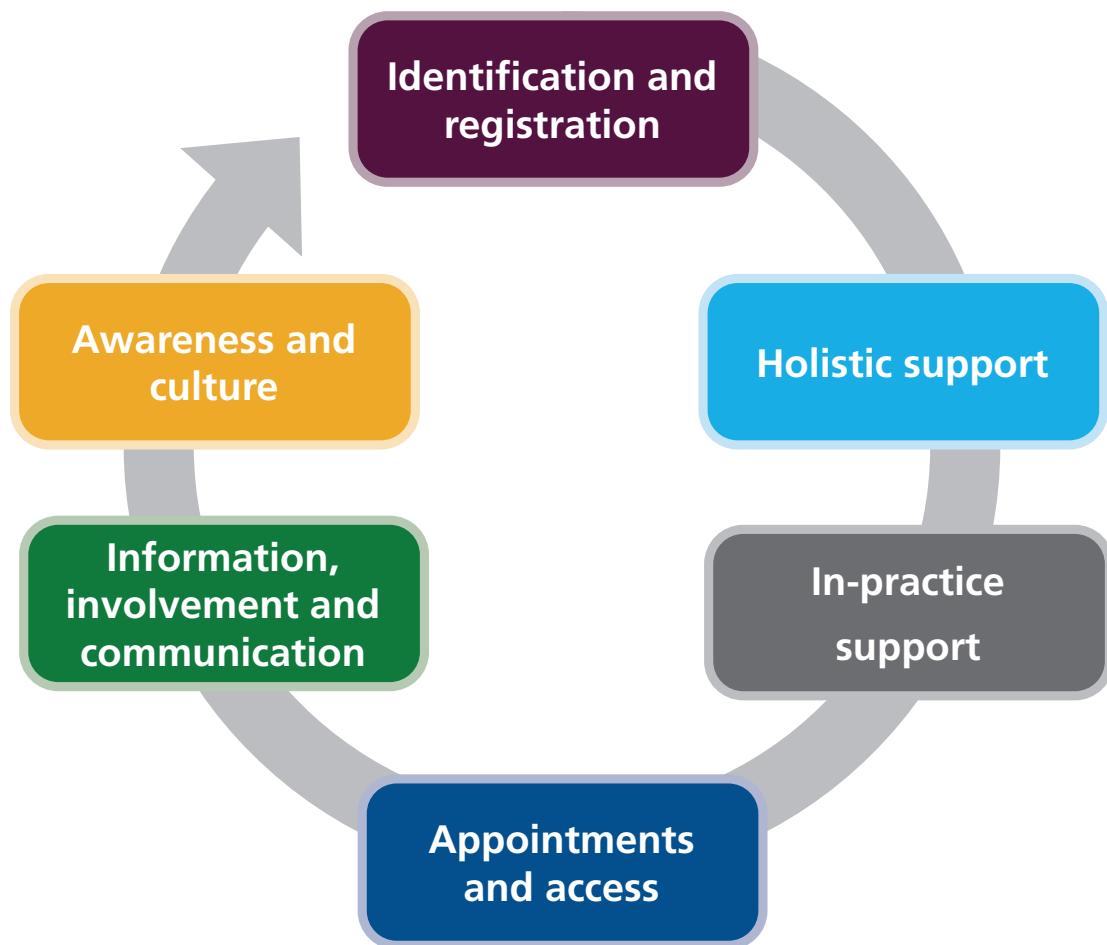 Identification and
registration
Holistic support
In-practice
support
Appointments
and access
Information,
involvement and
communication
Awareness and
culture